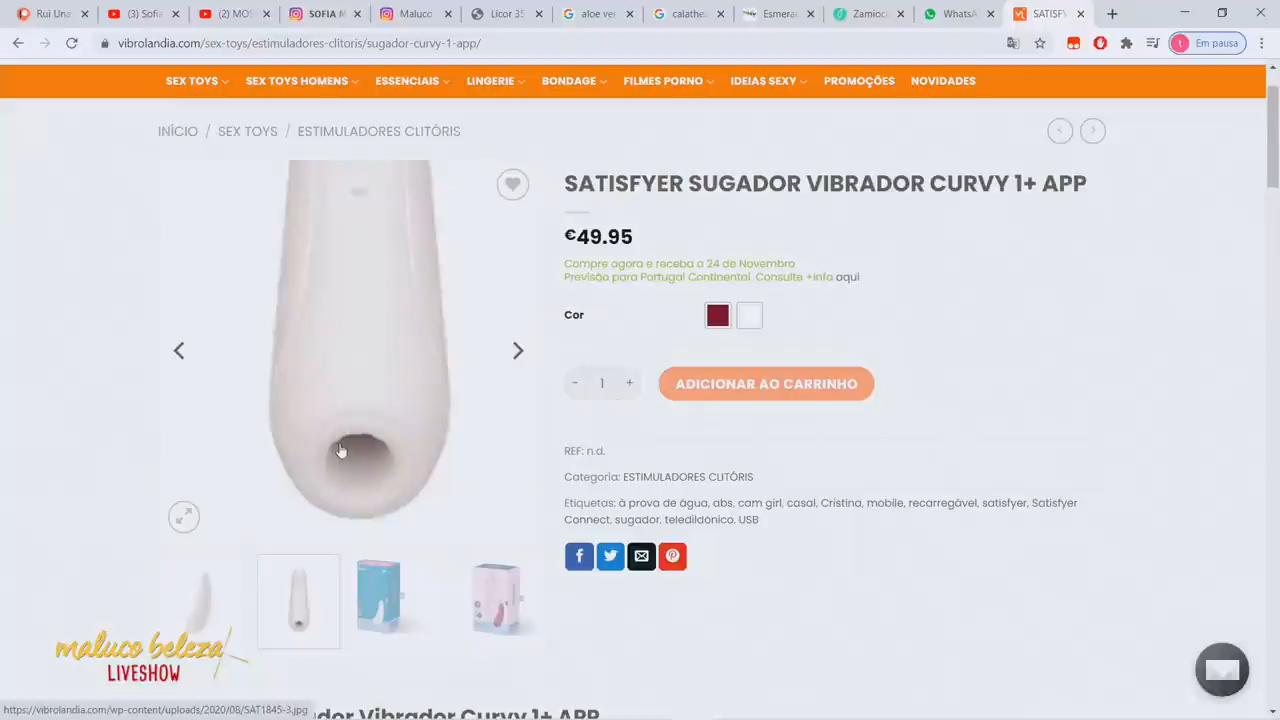 Rui Una
(3) Sofia
(2) MOS
SOFIA M
Maluco
Licor 35
aloe ver
calathea
Esmeral
Zamioc
WhatsA
SATISFY
vibrolandia.com/sex-toys/estimuladores-clitoris/sugador-curvy-1-app/
Em pausa
SEX TOYS
SEX TOYS HOMENS
ESSENCIAIS
LINGERIE
BONDAGE
FILMES PORNO
IDEIAS SEXY
PROMOÇÕES
NOVIDADES
INÍCIO / SEX TOYS / ESTIMULADORES CLITÓRIS
SATISFYER SUGADOR VIBRADOR CURVY 1+ APP
€49.95
Compre agora e receba a 24 de Novembro
Previsão para Portugal Continental. Consulte +info aqui
Cor
- 1 +
ADICIONAR AO CARRINHO
REF: n.d.
Categoria: ESTIMULADORES CLITÓRIS
Etiquetas: à prova de água, abs, cam girl, casal, Cristina, mobile, recarregável, satisfyer, Satisfyer
Connect, sugador, teledildónico, USB
maluco beleza
LIVESHOW
https://vibrolandia.com/wp-content/uploads/2020/08/SAT1845-3.jpg
dor Vibrador Curvy 1+ APP